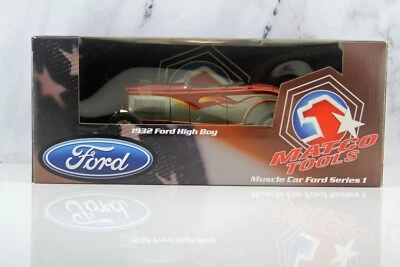 1932 Ford High Boy
Ford
MATCO
TOOLS
Muscle Car Ford Series 1